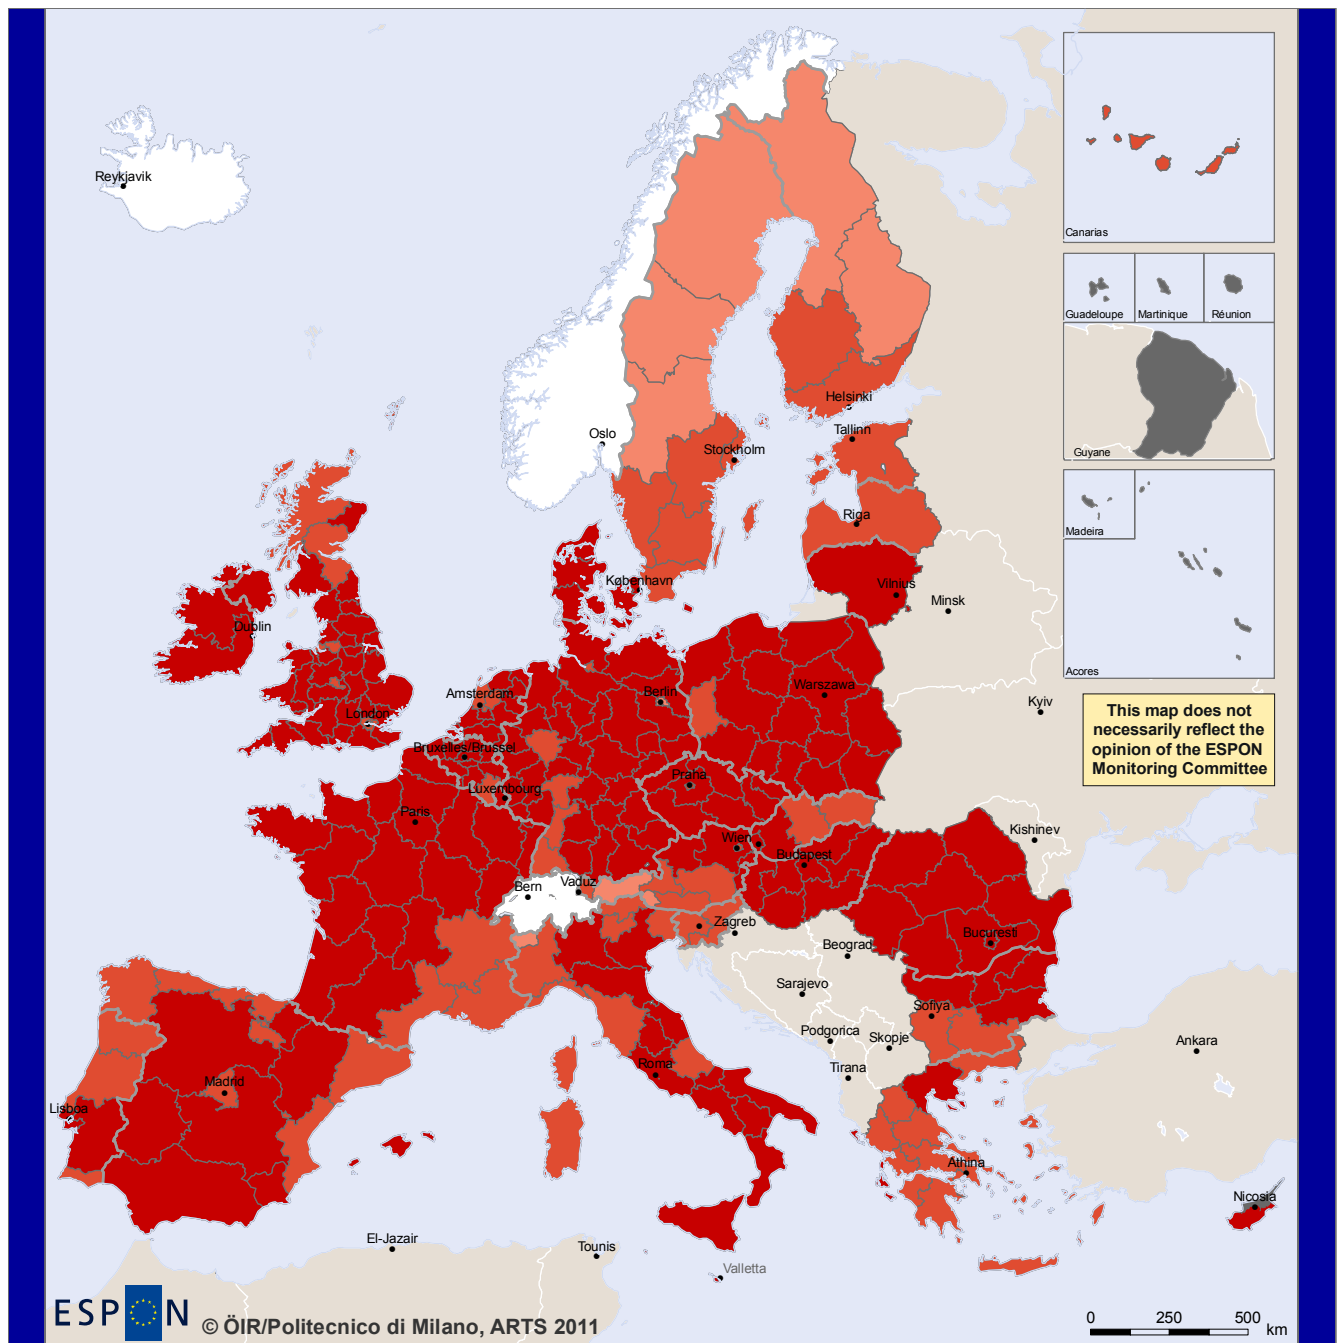 Reykjavik
Canarias
Guadeloupe
Martinique
Réunion
Guyane
Madeira
Acores
Oslo
Helsinki
Tallinn
Stockholm
Riga
København
Vilnius
Minsk
Dublin
Amsterdam
Berlin
Warszawa
London
Kyiv
This map does not
necessarily reflect the
opinion of the ESPON
Monitoring Committee
Bruxelles/Brussel
Luxembourg
Praha
Paris
Wien
Budapest
Kishinev
Bern
Vaduz
Zagreb
Beograd
Bucuresti
Sarajevo
Sofiya
Podgorica
Skopje
Ankara
Tirana
Roma
Madrid
Lisboa
Athina
Nicosia
El-Jazair
Tounis
Valletta
ESPON
© ÖIR/Politecnico di Milano, ARTS 2011
0 250 500
km